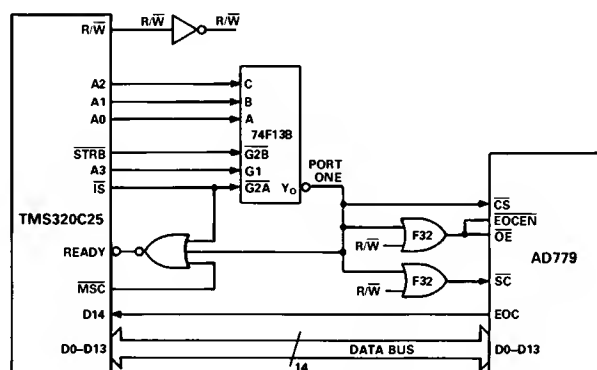 R/W
R/W
R/W
A2
A1
A0
STRB
A3
IS
C
B
A
74F13B
G2B
G1
G2A
Y0
PORT
ONE
TMS320C25
READY
MSC
D14
D0–D13
R/W
F32
R/W
F32
CS
EOCEN
OE
AD779
SC
EOC
DATA BUS
14
D0–D13